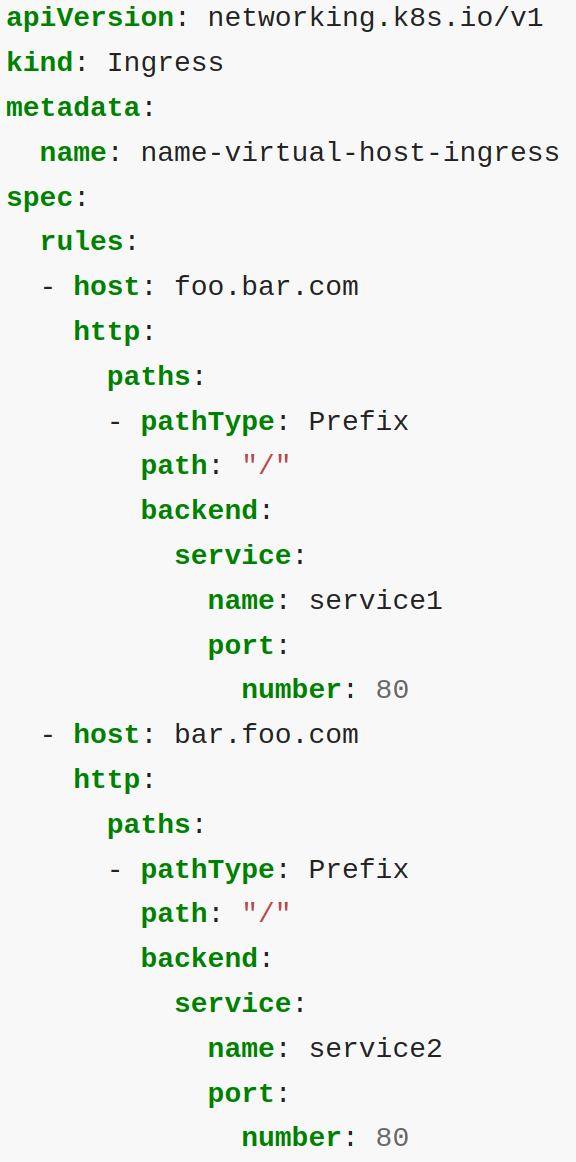 apiVersion: networking.k8s.io/v1
kind: Ingress
metadata:
  name: name-virtual-host-ingress
spec:
  rules:
  - host: foo.bar.com
    http:
      paths:
      - pathType: Prefix
        path: "/"
        backend:
          service:
            name: service1
            port:
              number: 80
  - host: bar.foo.com
    http:
      paths:
      - pathType: Prefix
        path: "/"
        backend:
          service:
            name: service2
            port:
              number: 80